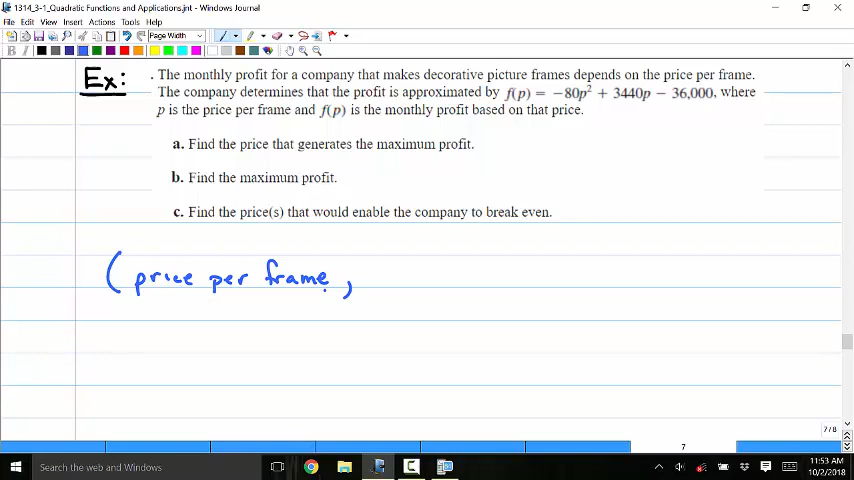 1314_3-1_Quadratic Functions and Applications.jnt - Windows Journal
File Edit View Insert Actions Tools Help
Page Width
B I
Ex:
. The monthly profit for a company that makes decorative picture frames depends on the price per frame.
The company determines that the profit is approximated by f(p) = −80p² + 3440p − 36,000, where
p is the price per frame and f(p) is the monthly profit based on that price.
a. Find the price that generates the maximum profit.
b. Find the maximum profit.
c. Find the price(s) that would enable the company to break even.
( price per frame ,
7/8
7
Search the web and Windows
11:53 AM
10/2/2018